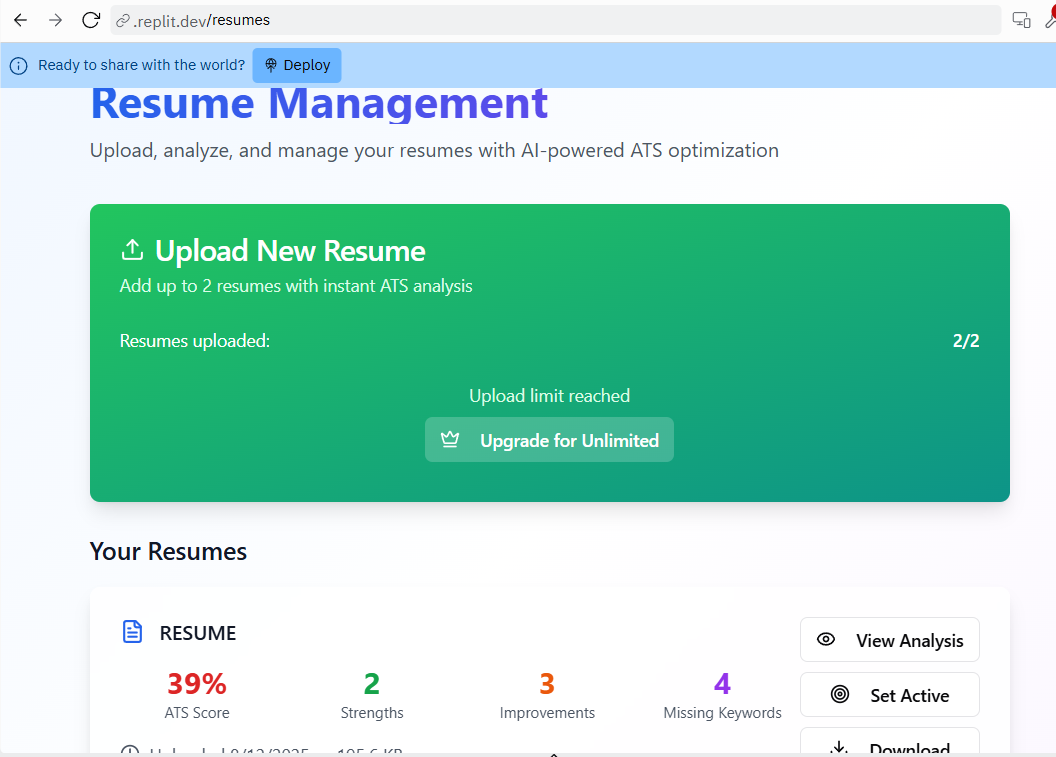 .replit.dev/resumes
Ready to share with the world? Deploy
Resume Management
Upload, analyze, and manage your resumes with AI-powered ATS optimization
Upload New Resume
Add up to 2 resumes with instant ATS analysis
Resumes uploaded: 2/2
Upload limit reached
Upgrade for Unlimited
Your Resumes
RESUME
View Analysis
39% 2 3 4
ATS Score Strengths Improvements Missing Keywords
Set Active
Download